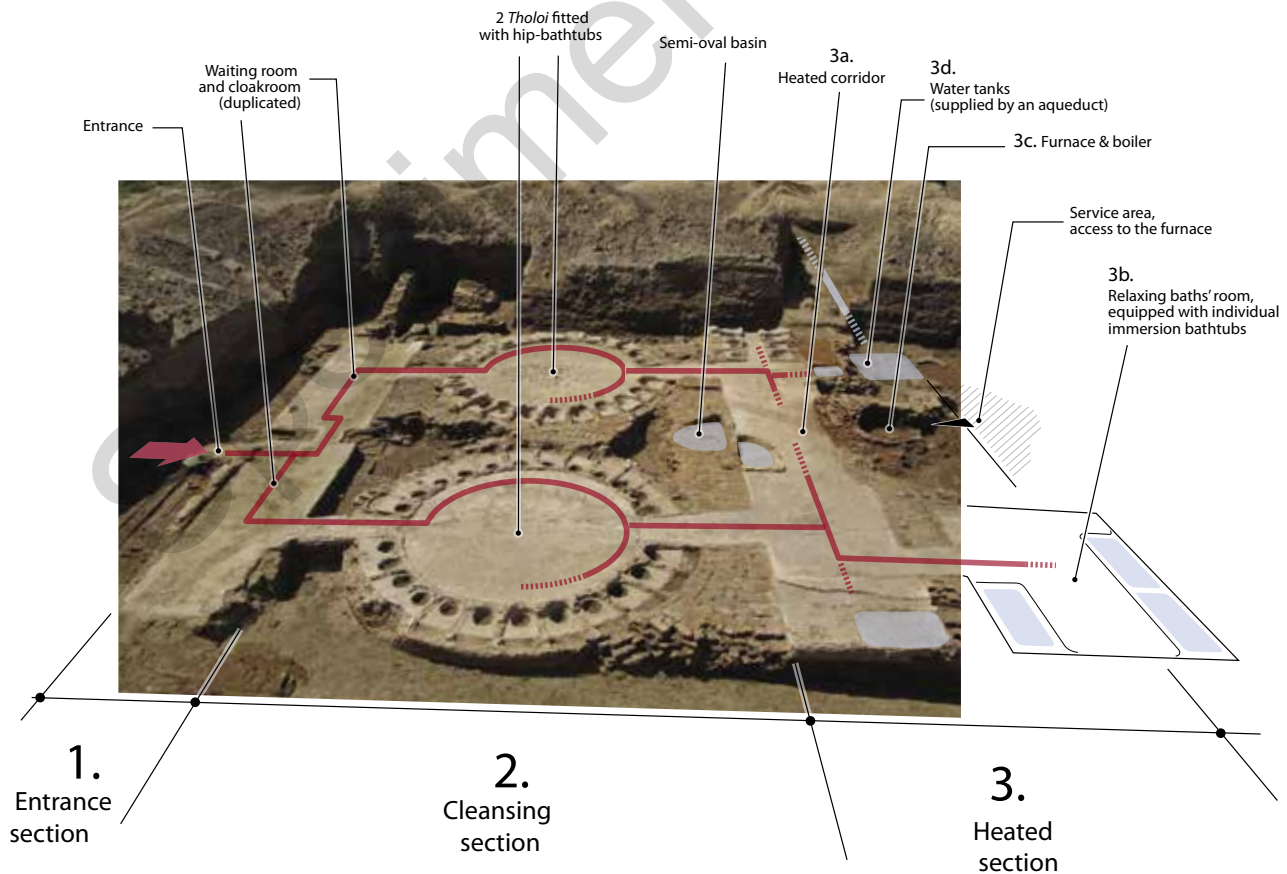 2 Tholoi fitted
with hip-bathtubs
Semi-oval basin
3a.
Heated corridor
3d.
Water tanks
(supplied by an aqueduct)
Waiting room
and cloakroom
(duplicated)
Entrance
3c. Furnace & boiler
Service area,
access to the furnace
3b.
Relaxing baths’ room,
equipped with individual
immersion bathtubs
1.
Entrance
section
2.
Cleansing
section
3.
Heated
section